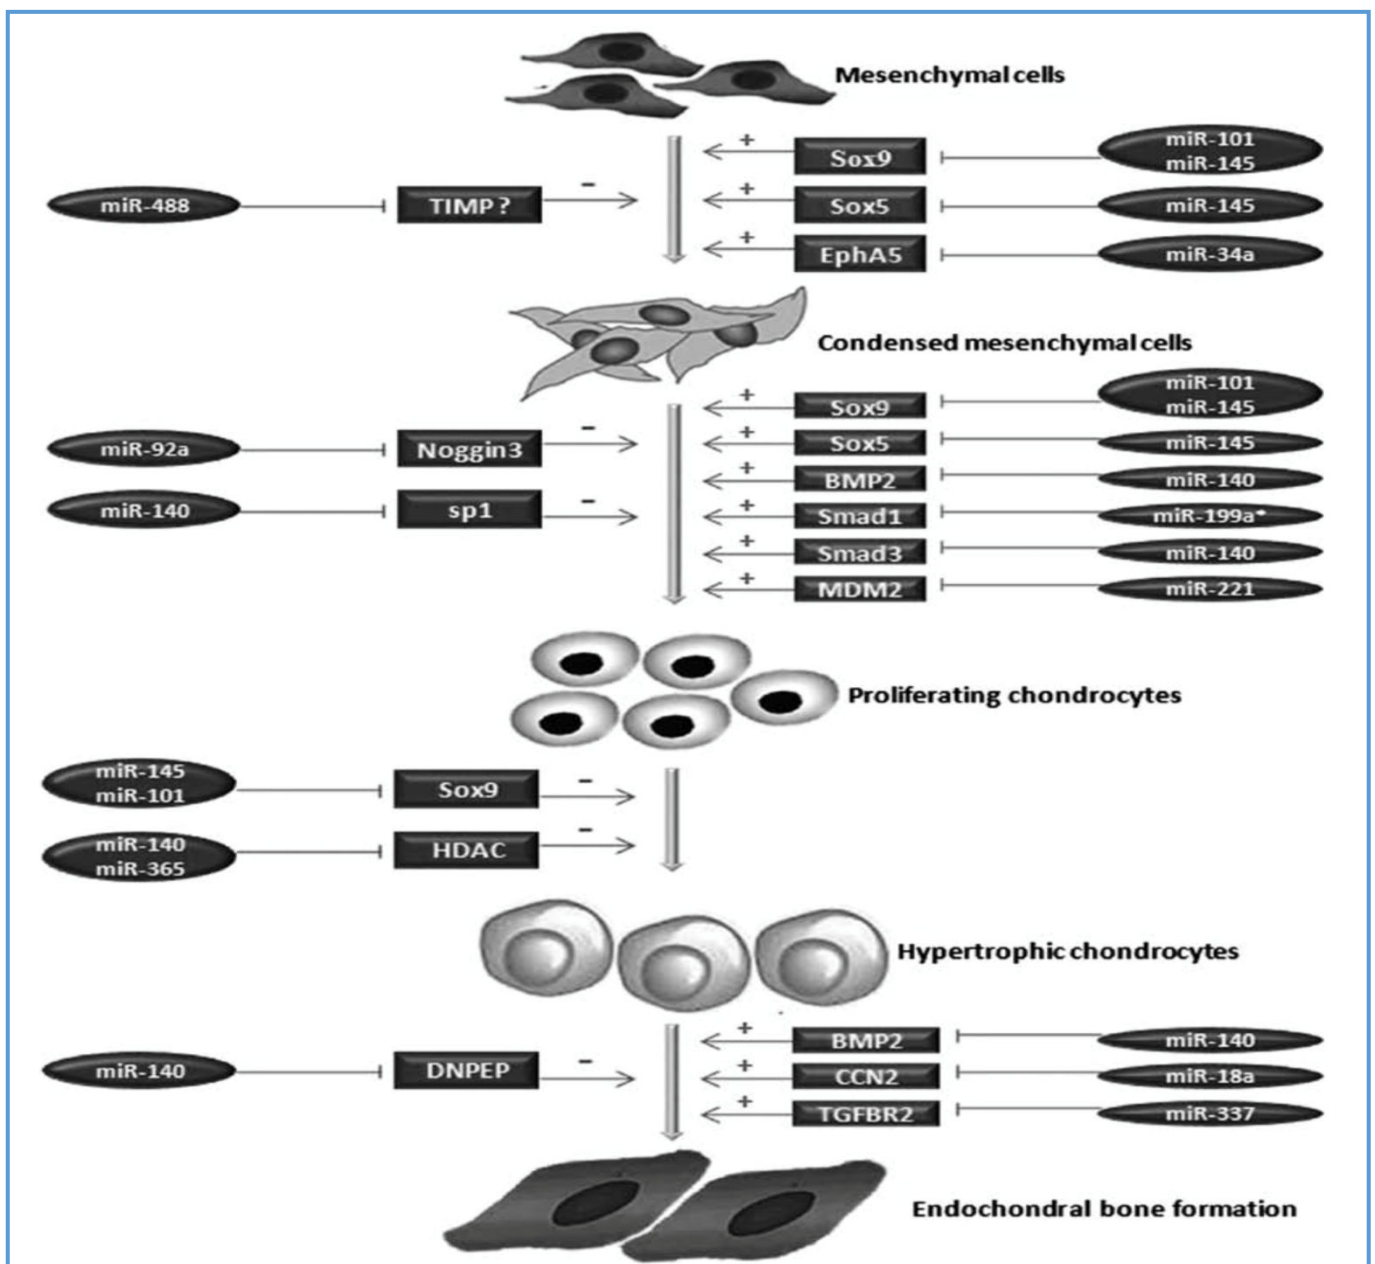 Mesenchymal cells
+
Sox9
miR-101
miR-145
miR-488
TIMP?
-
+
Sox5
miR-145
+
EphA5
miR-34a
Condensed mesenchymal cells
+
Sox9
miR-101
miR-145
miR-92a
Noggin3
-
+
Sox5
miR-145
+
BMP2
miR-140
miR-140
sp1
-
+
Smad1
miR-199a*
+
Smad3
miR-140
+
MDM2
miR-221
Proliferating chondrocytes
miR-145
miR-101
Sox9
-
miR-140
miR-365
HDAC
-
Hypertrophic chondrocytes
+
BMP2
miR-140
miR-140
DNPEP
-
+
CCN2
miR-18a
+
TGFBR2
miR-337
Endochondral bone formation